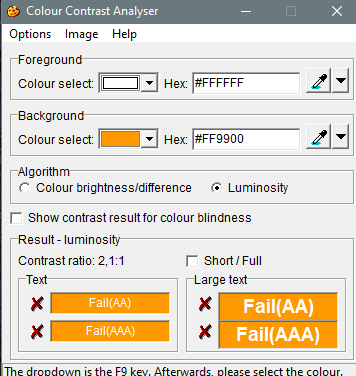 Colour Contrast Analyser
Options Image Help
Foreground
Colour select: Hex: #FFFFFF
Background
Colour select: Hex: #FF9900
Algorithm
Colour brightness/difference Luminosity
Show contrast result for colour blindness
Result - luminosity
Contrast ratio: 2,1:1 Short / Full
Text Large text
Fail(AA) Fail(AA)
Fail(AAA) Fail(AAA)
The dropdown is the F9 key. Afterwards, please select the colour.